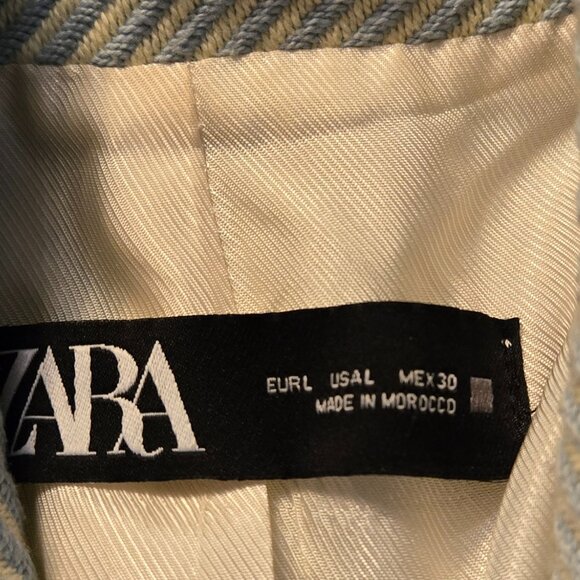 ZARA
EUR L USA L MEX 30
MADE IN MOROCCO